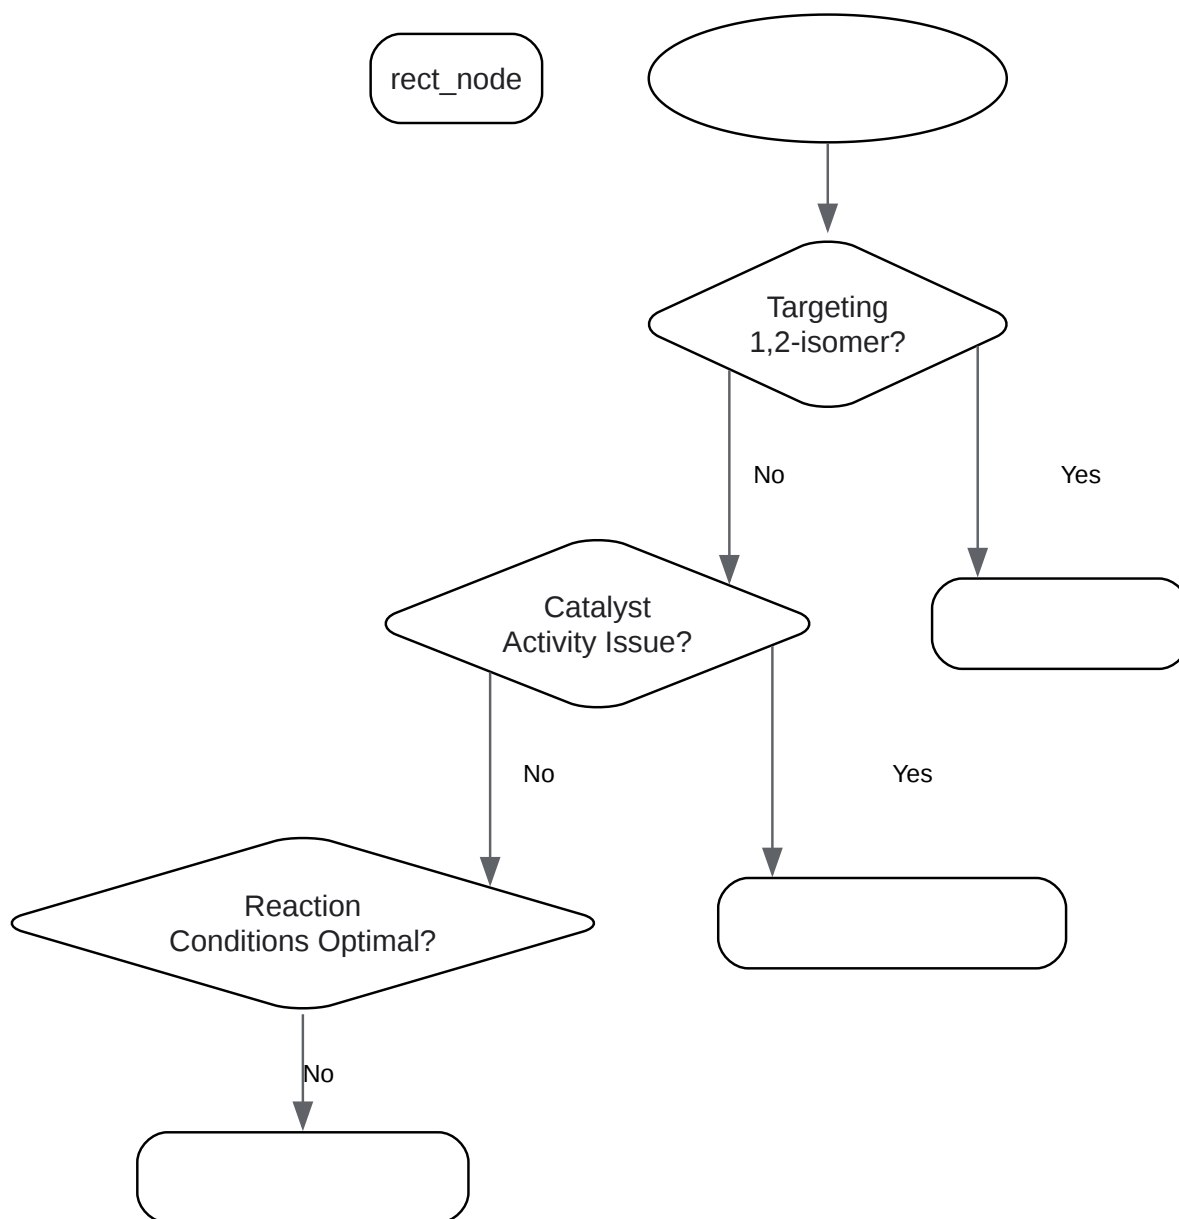 rect_node
Targeting
1,2-isomer?
No
Yes
Catalyst
Activity Issue?
No
Yes
Reaction
Conditions Optimal?
No